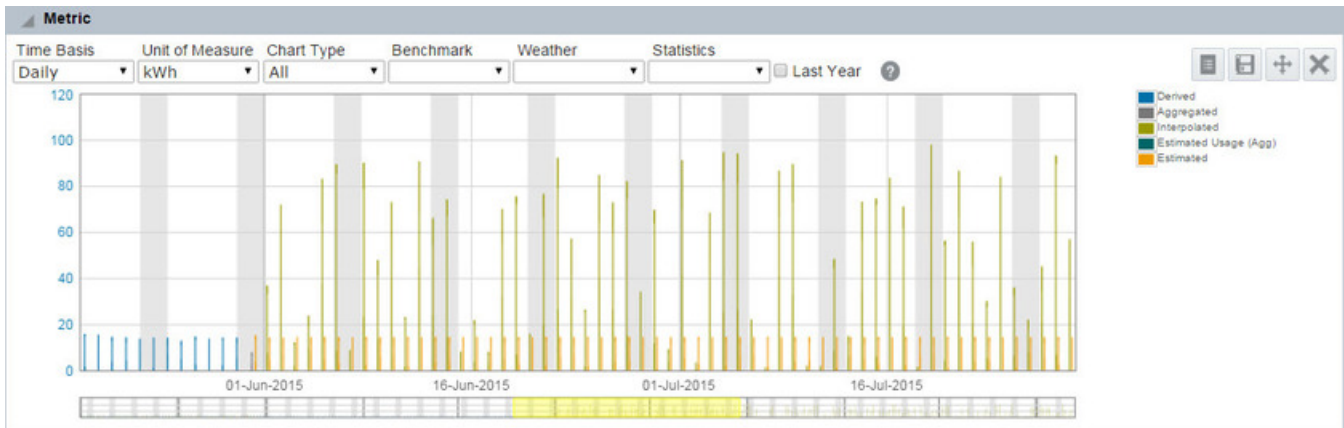 Metric
Time Basis Unit of Measure Chart Type Benchmark Weather Statistics
Daily kWh All Last Year ?
120
100
80
60
40
20
0
01-Jun-2015 16-Jun-2015 01-Jul-2015 16-Jul-2015
Derived
Aggregated
Interpolated
Estimated Usage (Agg)
Estimated